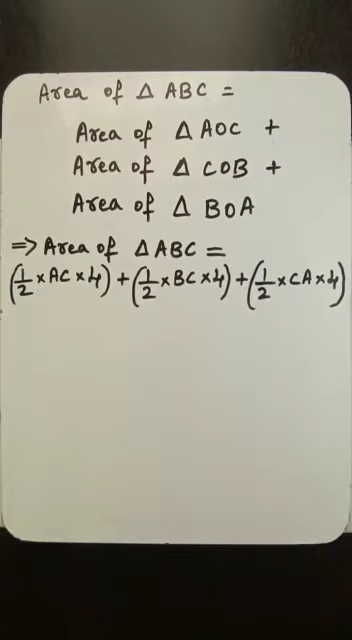 Area of △ ABC =
Area of △ AOC +
Area of △ COB +
Area of △ BOA
⇒ Area of △ ABC =
(1/2 × AC × 4) + (1/2 × BC × 4) + (1/2 × CA × 4)